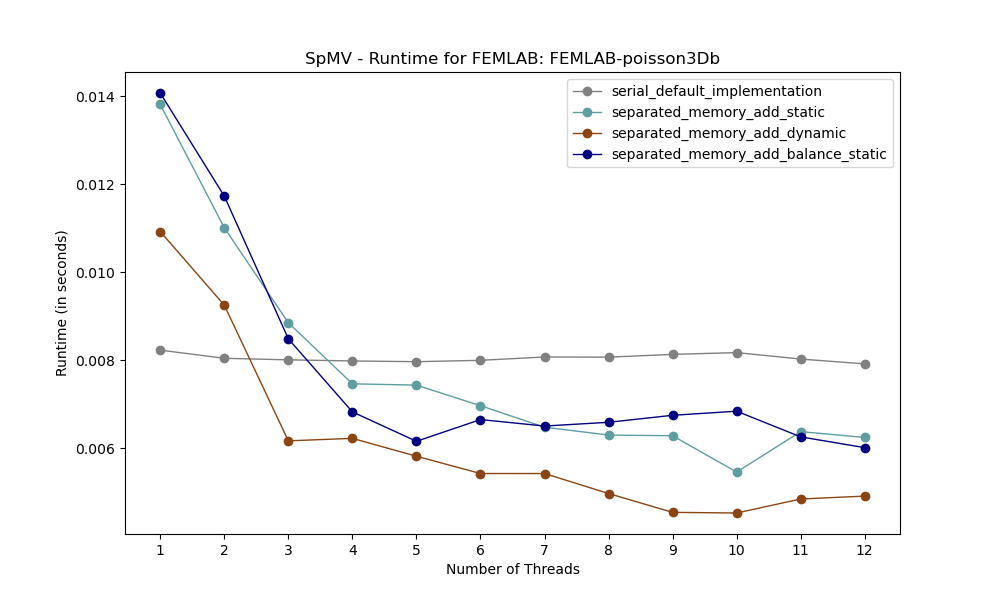 SpMV - Runtime for FEMLAB: FEMLAB-poisson3Db
serial_default_implementation
separated_memory_add_static
separated_memory_add_dynamic
separated_memory_add_balance_static
Runtime (in seconds)
0.014
0.012
0.010
0.008
0.006
1 2 3 4 5 6 7 8 9 10 11 12
Number of Threads